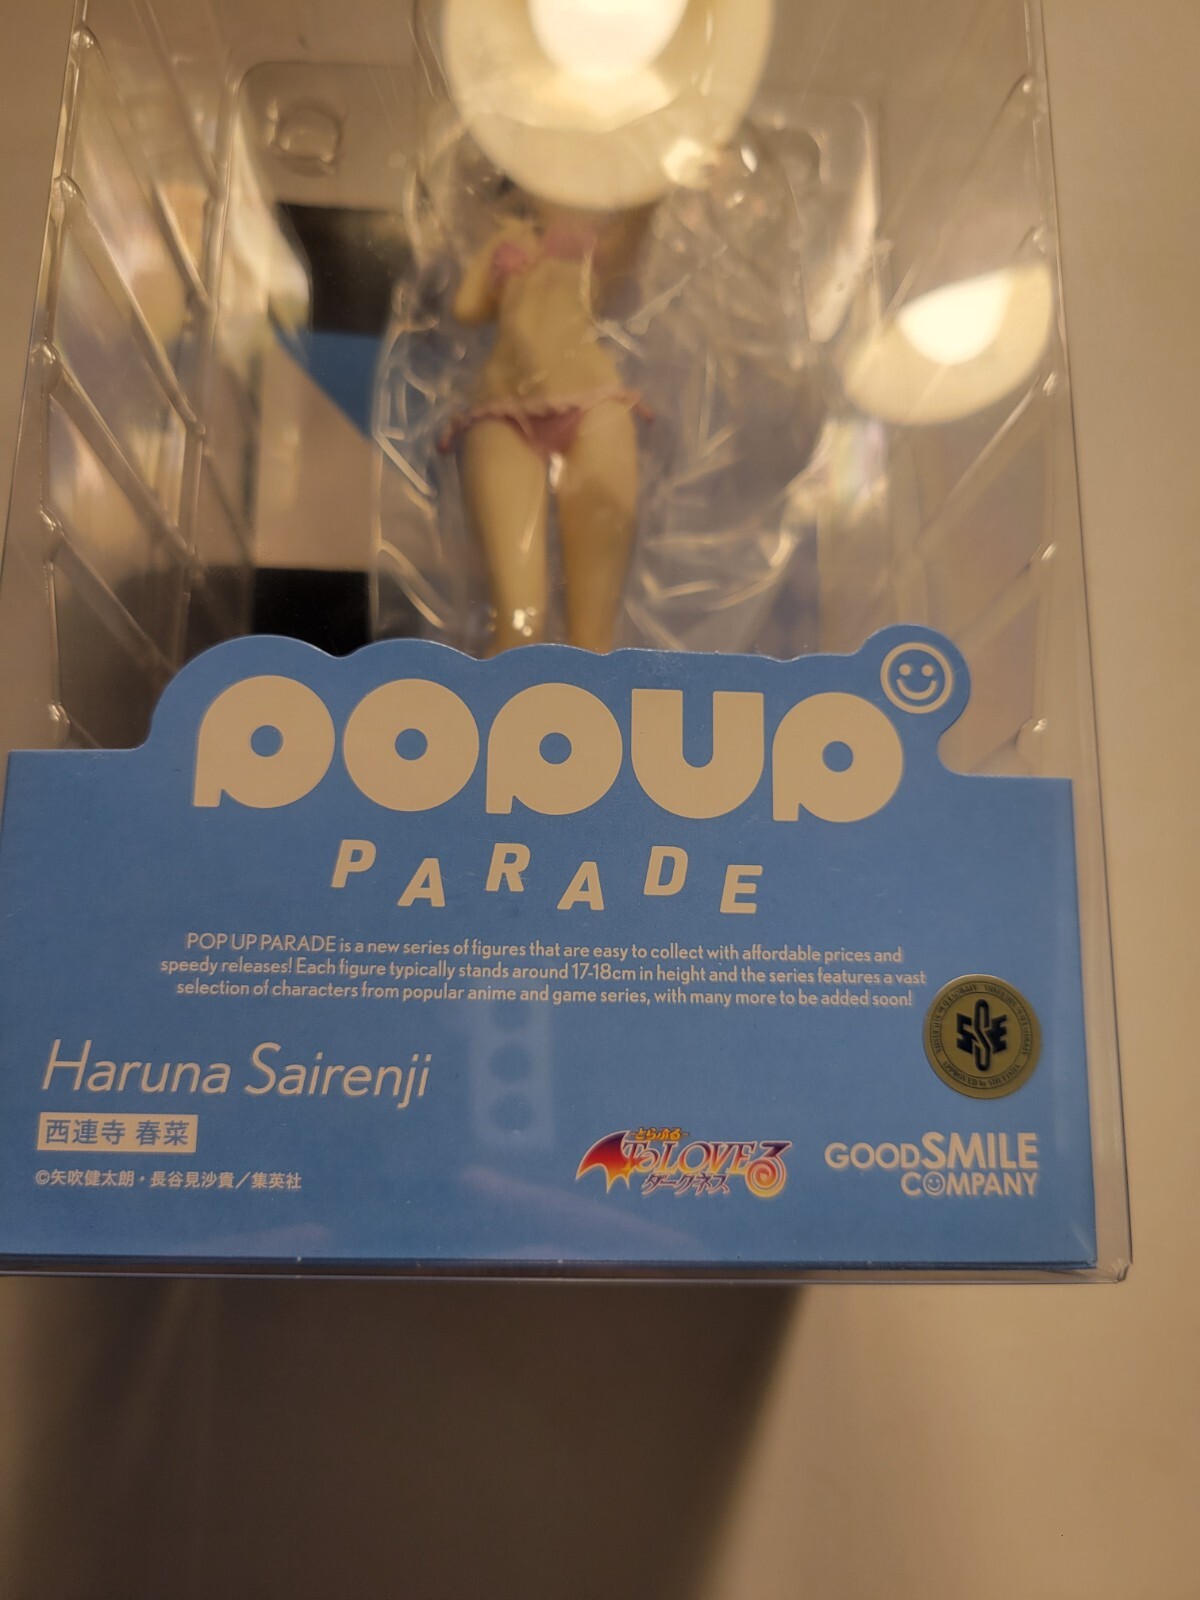 POPUP
PARADE
POP UP PARADE is a new series of figures that are easy to collect with affordable prices and
speedy releases! Each figure typically stands around 17-18cm in height and the series features a vast
selection of characters from popular anime and game series, with many more to be added soon!
SSE
Haruna Sairenji
西連寺 春菜
©矢吹健太朗・長谷見沙貴／集英社
-とらぶる-
To LOVEる
ダークネス
GOOD SMILE
COMPANY